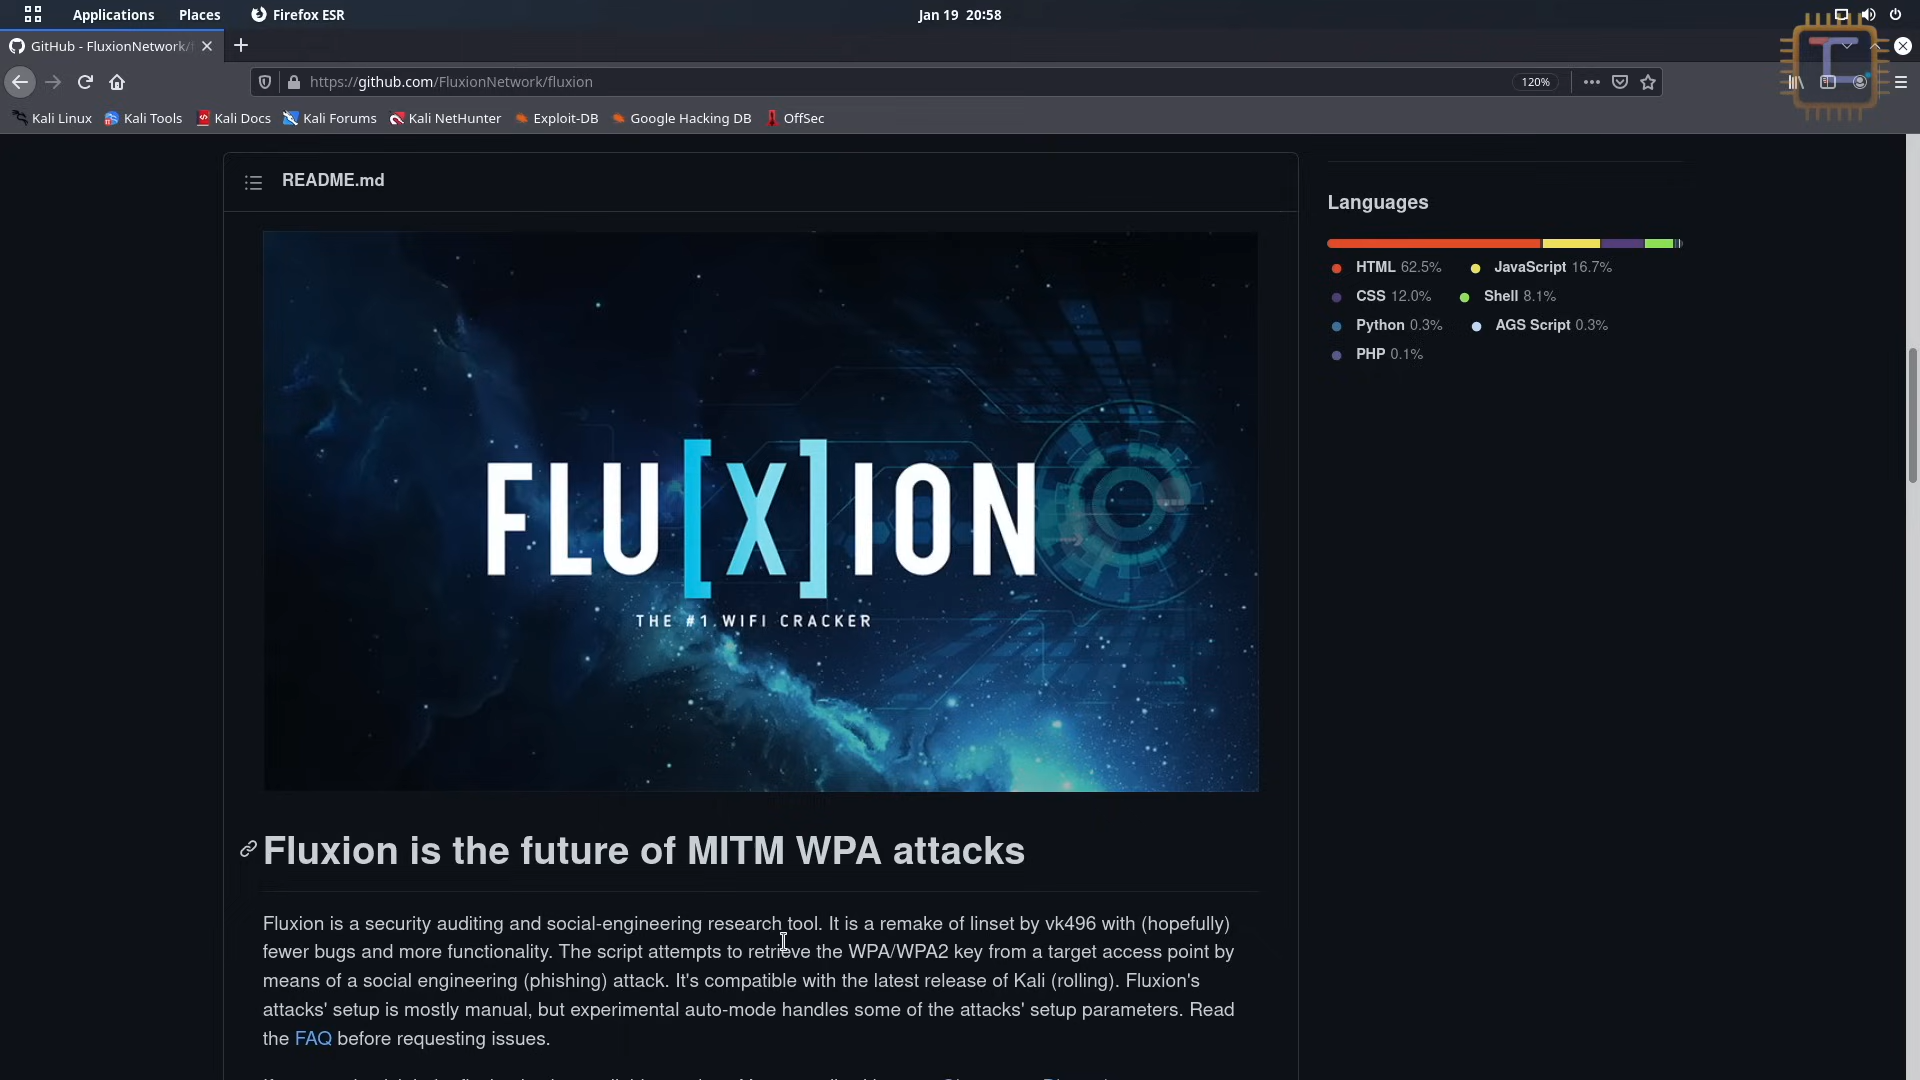 Applications Places Firefox ESR Jan 19 20:58
GitHub - FluxionNetwork/f
https://github.com/FluxionNetwork/fluxion 120%
Kali Linux Kali Tools Kali Docs Kali Forums Kali NetHunter Exploit-DB Google Hacking DB OffSec
README.md
FLU[X]ION
THE #1 WIFI CRACKER
Fluxion is the future of MITM WPA attacks
Fluxion is a security auditing and social-engineering research tool. It is a remake of linset by vk496 with (hopefully)
fewer bugs and more functionality. The script attempts to retrieve the WPA/WPA2 key from a target access point by
means of a social engineering (phishing) attack. It's compatible with the latest release of Kali (rolling). Fluxion's
attacks' setup is mostly manual, but experimental auto-mode handles some of the attacks' setup parameters. Read
the FAQ before requesting issues.
Languages
HTML 62.5% JavaScript 16.7%
CSS 12.0% Shell 8.1%
Python 0.3% AGS Script 0.3%
PHP 0.1%